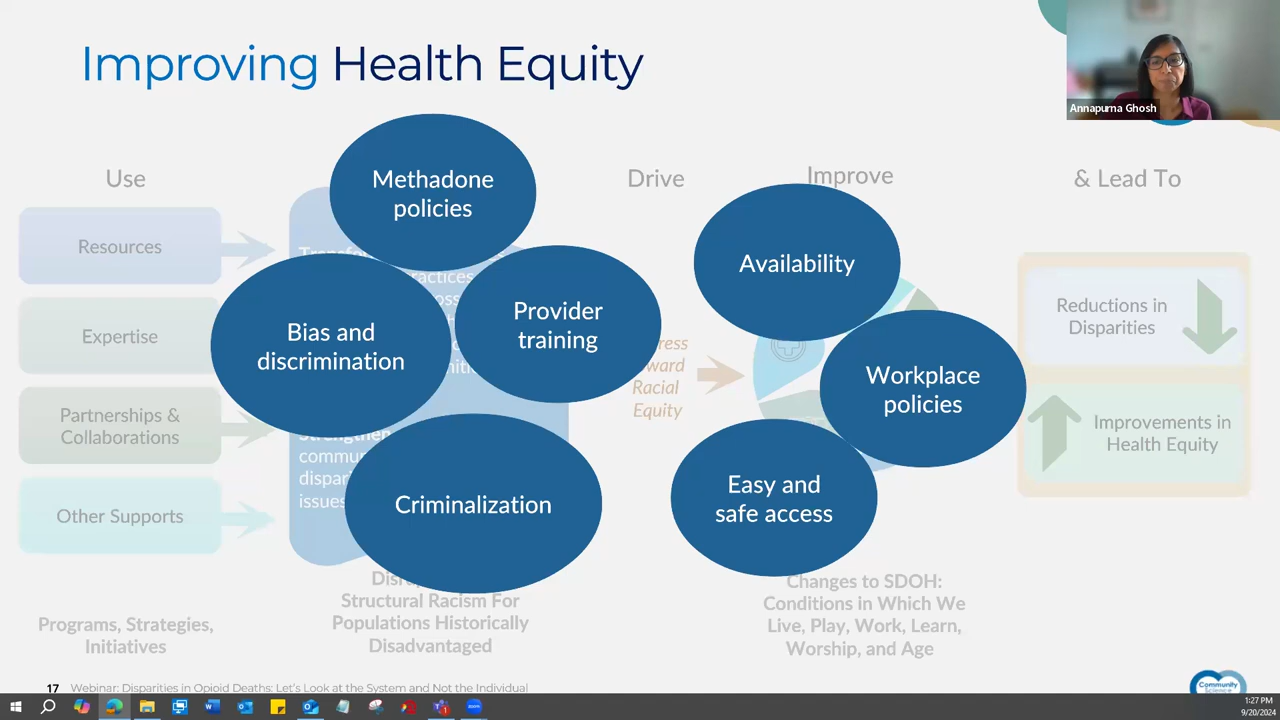 Improving Health Equity
Annapurna Ghosh
Use
Drive
Improve
& Lead To
Resources
Expertise
Partnerships &
Collaborations
Other Supports
Programs, Strategies,
Initiatives
Methadone
policies
Bias and
discrimination
Provider
training
Criminalization
Strengthen
issues
Structural Racism For
Populations Historically
Disadvantaged
Racial
Equity
Availability
Workplace
policies
Easy and
safe access
Changes to SDOH:
Conditions in Which We
Live, Play, Work, Learn,
Worship, and Age
Reductions in
Disparities
Improvements in
Health Equity
17 Webinar: Disparities in Opioid Deaths: Let's Look at the System and Not the Individual
Community
Science
1:27 PM
9/20/2024